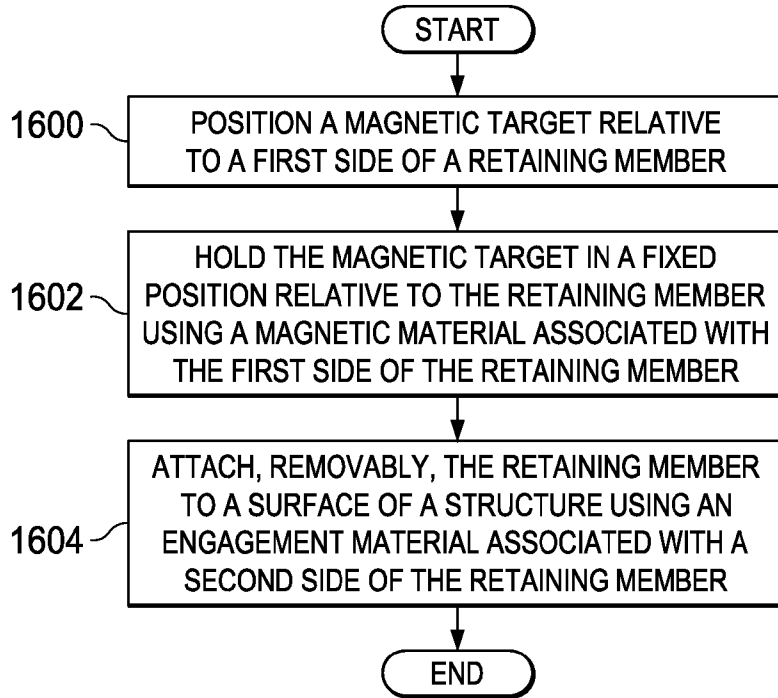 START
1600
POSITION A MAGNETIC TARGET RELATIVE
TO A FIRST SIDE OF A RETAINING MEMBER
1602
HOLD THE MAGNETIC TARGET IN A FIXED
POSITION RELATIVE TO THE RETAINING MEMBER
USING A MAGNETIC MATERIAL ASSOCIATED WITH
THE FIRST SIDE OF THE RETAINING MEMBER
1604
ATTACH, REMOVABLY, THE RETAINING MEMBER
TO A SURFACE OF A STRUCTURE USING AN
ENGAGEMENT MATERIAL ASSOCIATED WITH A
SECOND SIDE OF THE RETAINING MEMBER
END